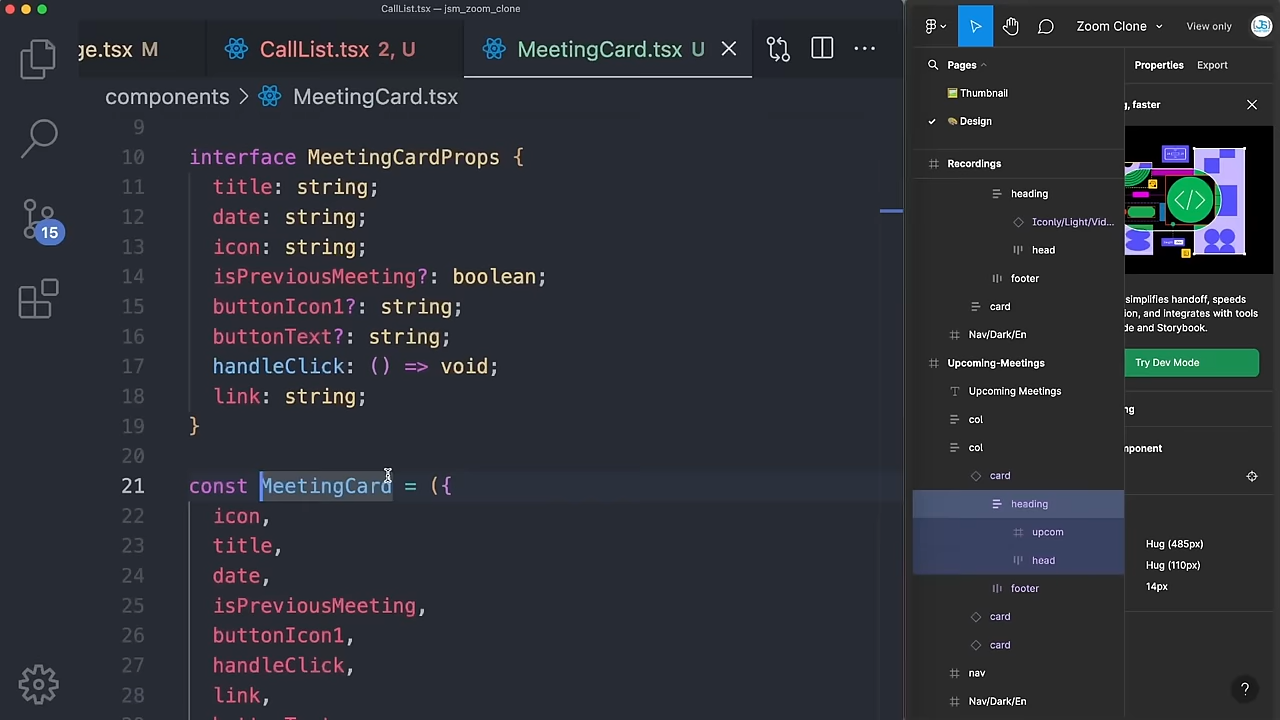 CallList.tsx — jsm_zoom_clone
ge.tsx M
CallList.tsx 2, U
MeetingCard.tsx U
components > MeetingCard.tsx
9
10 interface MeetingCardProps {
11 title: string;
12 date: string;
13 icon: string;
14 isPreviousMeeting?: boolean;
15 buttonIcon1?: string;
16 buttonText?: string;
17 handleClick: () => void;
18 link: string;
19 }
20
21 const MeetingCard = ({
22 icon,
23 title,
24 date,
25 isPreviousMeeting,
26 buttonIcon1,
27 handleClick,
28 link,
15
Zoom Clone
View only
Pages
Thumbnail
Design
Recordings
heading
Iconly/Light/Vid...
head
footer
card
Nav/Dark/En
Upcoming-Meetings
Upcoming Meetings
col
col
card
heading
upcom
head
footer
card
card
nav
Nav/Dark/En
Properties Export
g, faster
</>
simplifies handoff, speeds
on, and integrates with tools
de and Storybook.
Try Dev Mode
ng
omponent
Hug (485px)
Hug (110px)
14px
?